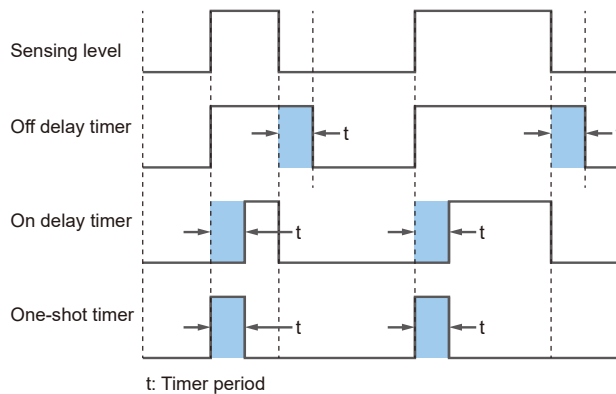 Sensing level
Off delay timer
t
On delay timer
t
t
One-shot timer
t
t
t: Timer period